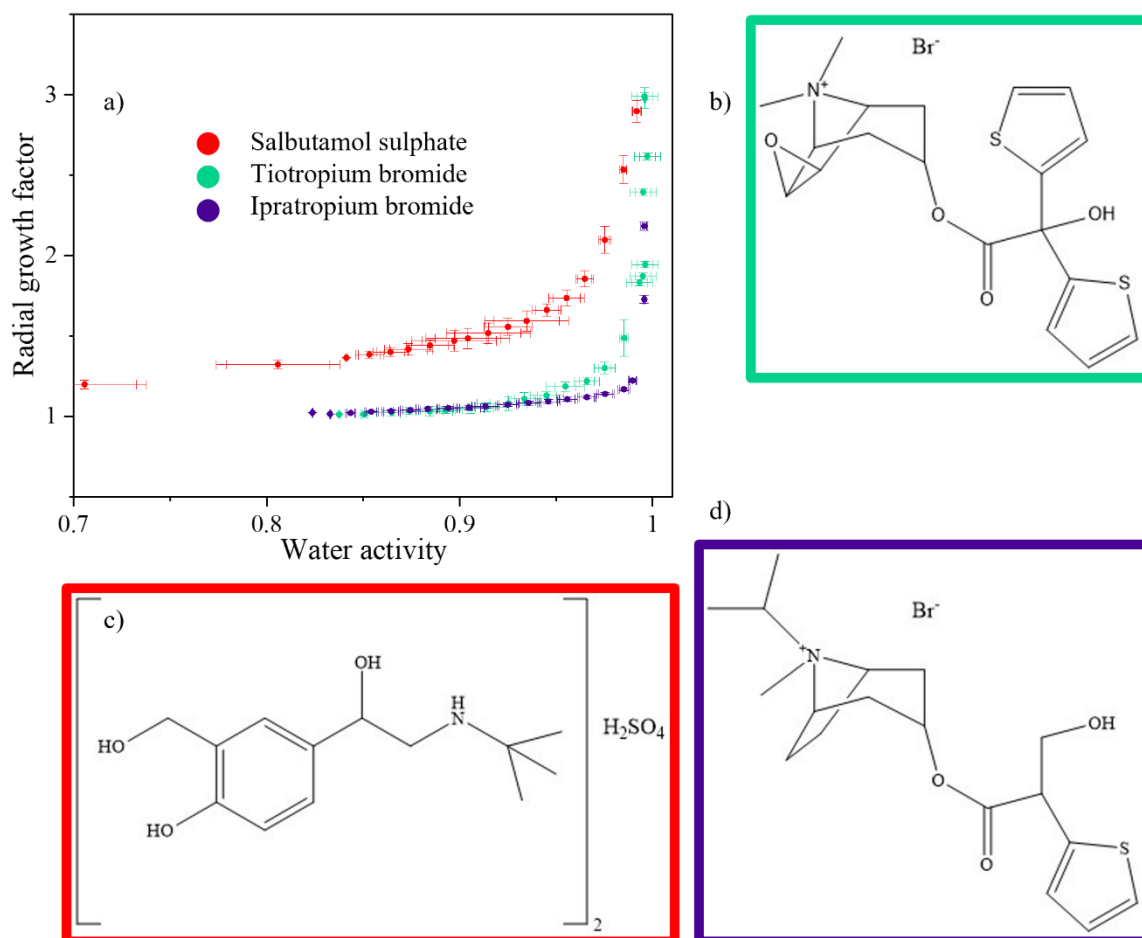 a)
Salbutamol sulphate
Tiotropium bromide
Ipratropium bromide
Radial growth factor
3
2
1
0.7
0.8
0.9
1
Water activity
b)
Br-
N+
S
O
O
OH
O
S
c)
OH
H
N
HO
HO
H2SO4
2
d)
Br-
+N
OH
O
O
S